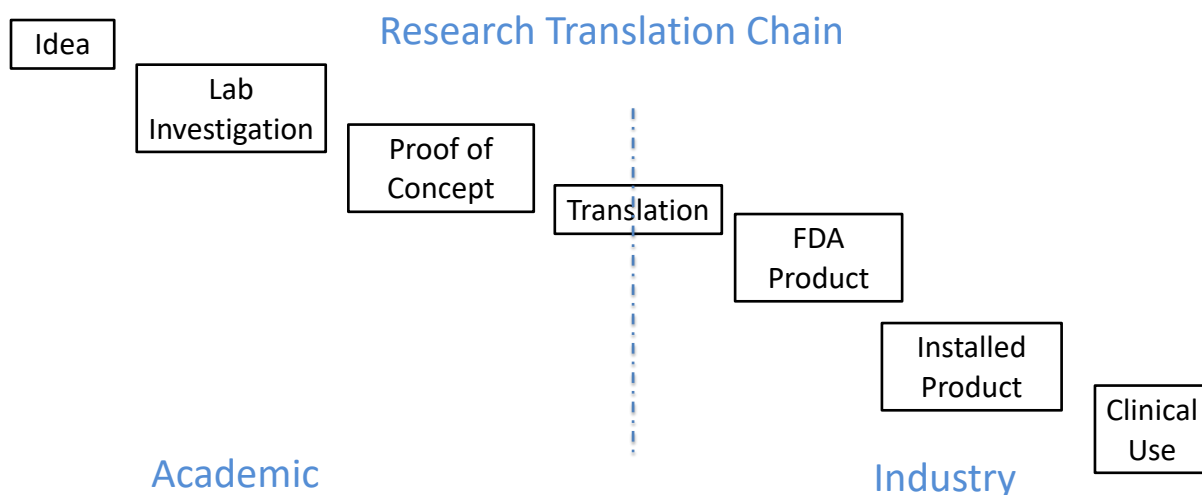 Research Translation Chain
Idea
Lab
Investigation
Proof of
Concept
Translation
FDA
Product
Installed
Product
Clinical
Use
Academic
Industry